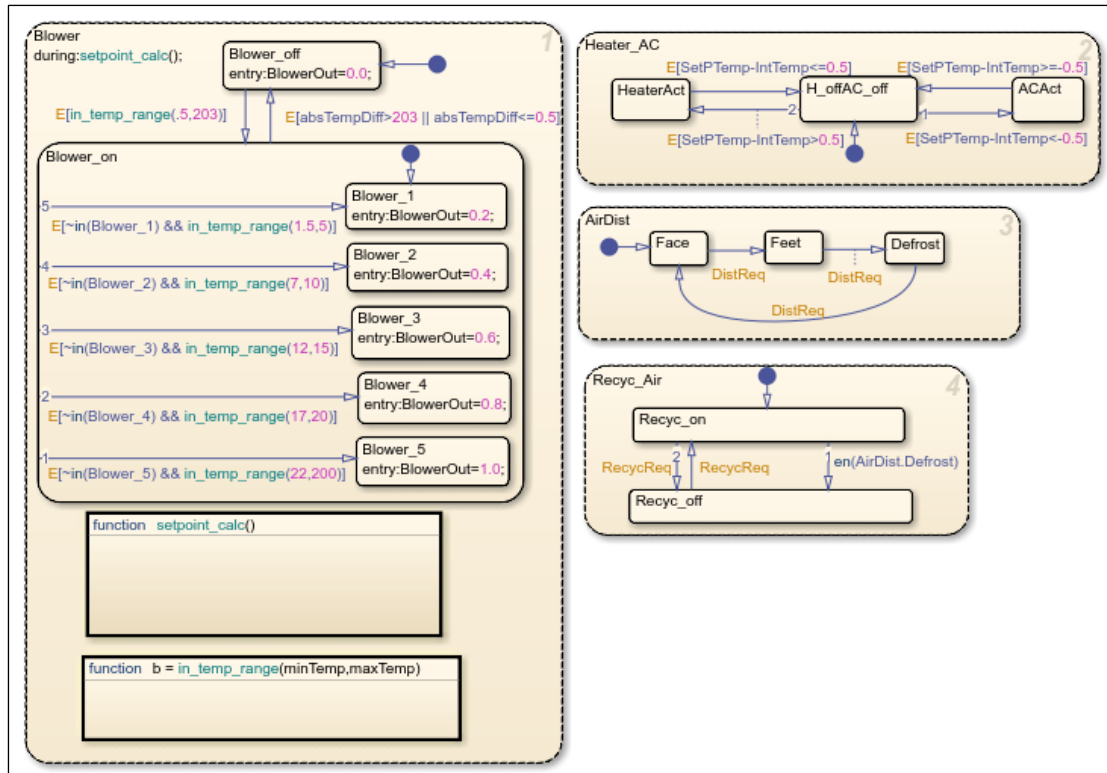 Blower
1
during:setpoint_calc();
Blower_off
entry:BlowerOut=0.0;
E[in_temp_range(.5,203)]
E[absTempDiff>203 || absTempDiff<=0.5]
Blower_on
Blower_1
entry:BlowerOut=0.2;
5
E[~in(Blower_1) && in_temp_range(1.5,5)]
Blower_2
entry:BlowerOut=0.4;
4
E[~in(Blower_2) && in_temp_range(7,10)]
Blower_3
entry:BlowerOut=0.6;
3
E[~in(Blower_3) && in_temp_range(12,15)]
Blower_4
entry:BlowerOut=0.8;
2
E[~in(Blower_4) && in_temp_range(17,20)]
Blower_5
entry:BlowerOut=1.0;
1
E[~in(Blower_5) && in_temp_range(22,200)]
function setpoint_calc()
function b = in_temp_range(minTemp,maxTemp)
Heater_AC
2
E[SetPTemp-IntTemp<=0.5]
E[SetPTemp-IntTemp>=-0.5]
HeaterAct
H_offAC_off
ACAct
2
1
E[SetPTemp-IntTemp>0.5]
E[SetPTemp-IntTemp<-0.5]
AirDist
3
Face
Feet
Defrost
DistReq
DistReq
DistReq
Recyc_Air
4
Recyc_on
2
1
en(AirDist.Defrost)
RecycReq
RecycReq
Recyc_off